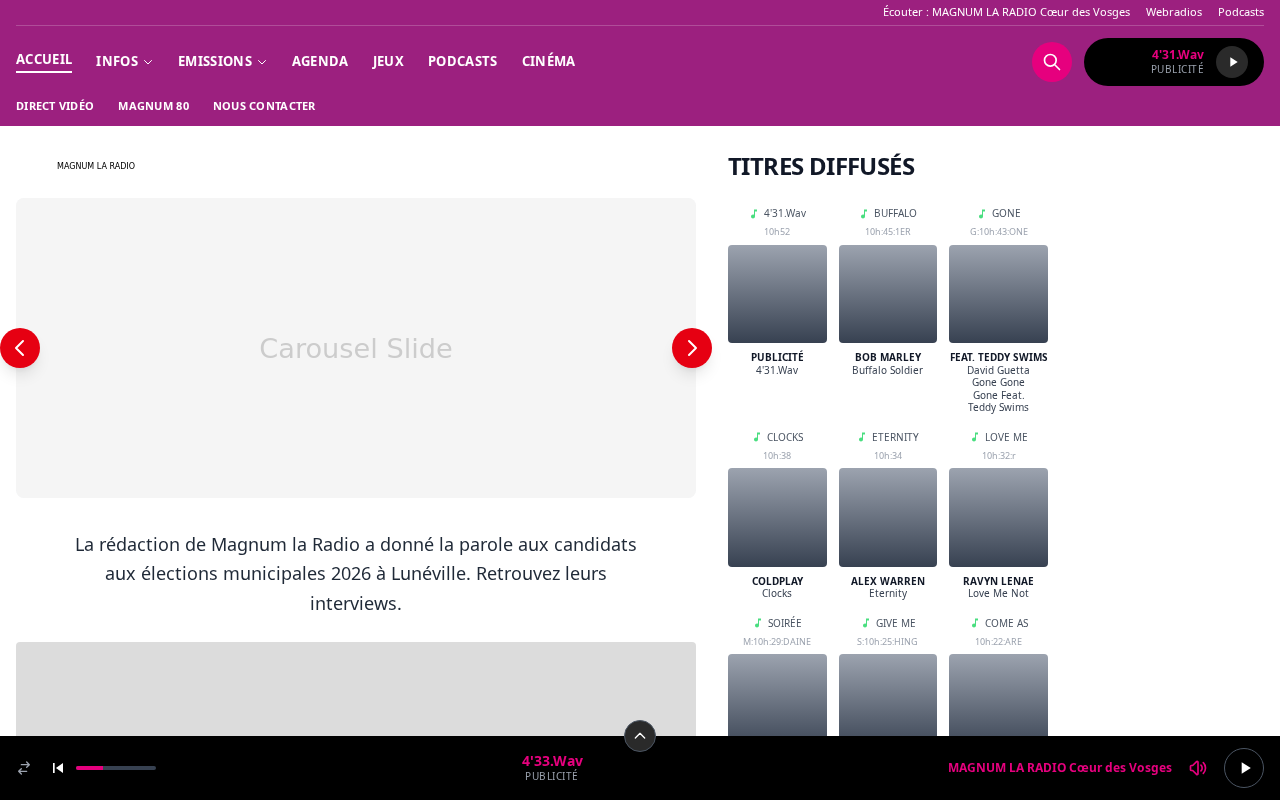 Écouter : MAGNUM LA RADIO Cœur des Vosges Webradios Podcasts
ACCUEIL INFOS EMISSIONS AGENDA JEUX PODCASTS CINÉMA
4'31.Wav
PUBLICITÉ
DIRECT VIDÉO MAGNUM 80 NOUS CONTACTER
MAGNUM LA RADIO
Carousel Slide
La rédaction de Magnum la Radio a donné la parole aux candidats
aux élections municipales 2026 à Lunéville. Retrouvez leurs
interviews.
TITRES DIFFUSÉS
4'31.Wav BUFFALO GONE
10h52 10h:45:1ER G:10h:43:ONE
PUBLICITÉ BOB MARLEY FEAT. TEDDY SWIMS
4'31.Wav Buffalo Soldier David Guetta
Gone Gone
Gone Feat.
Teddy Swims
CLOCKS ETERNITY LOVE ME
10h:38 10h:34 10h:32:r
COLDPLAY ALEX WARREN RAVYN LENAE
Clocks Eternity Love Me Not
SOIRÉE GIVE ME COME AS
M:10h:29:DAINE S:10h:25:HING 10h:22:ARE
4'33.Wav
PUBLICITÉ
MAGNUM LA RADIO Cœur des Vosges